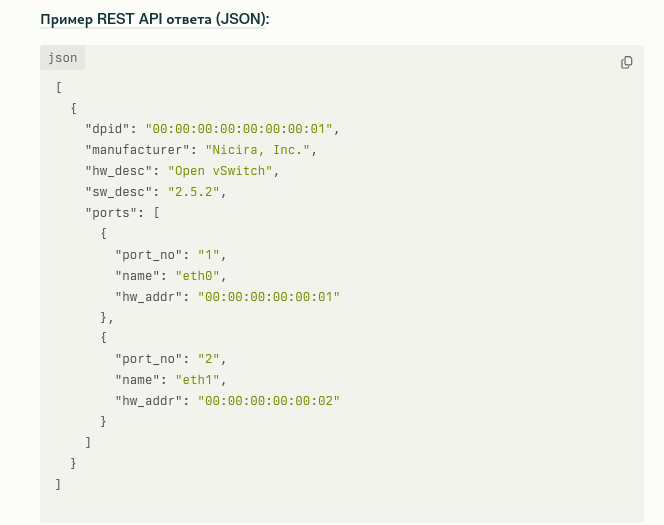 Пример REST API ответа (JSON):
json
[
  {
    "dpid": "00:00:00:00:00:00:00:01",
    "manufacturer": "Nicira, Inc.",
    "hw_desc": "Open vSwitch",
    "sw_desc": "2.5.2",
    "ports": [
      {
        "port_no": "1",
        "name": "eth0",
        "hw_addr": "00:00:00:00:00:01"
      },
      {
        "port_no": "2",
        "name": "eth1",
        "hw_addr": "00:00:00:00:00:02"
      }
    ]
  }
]